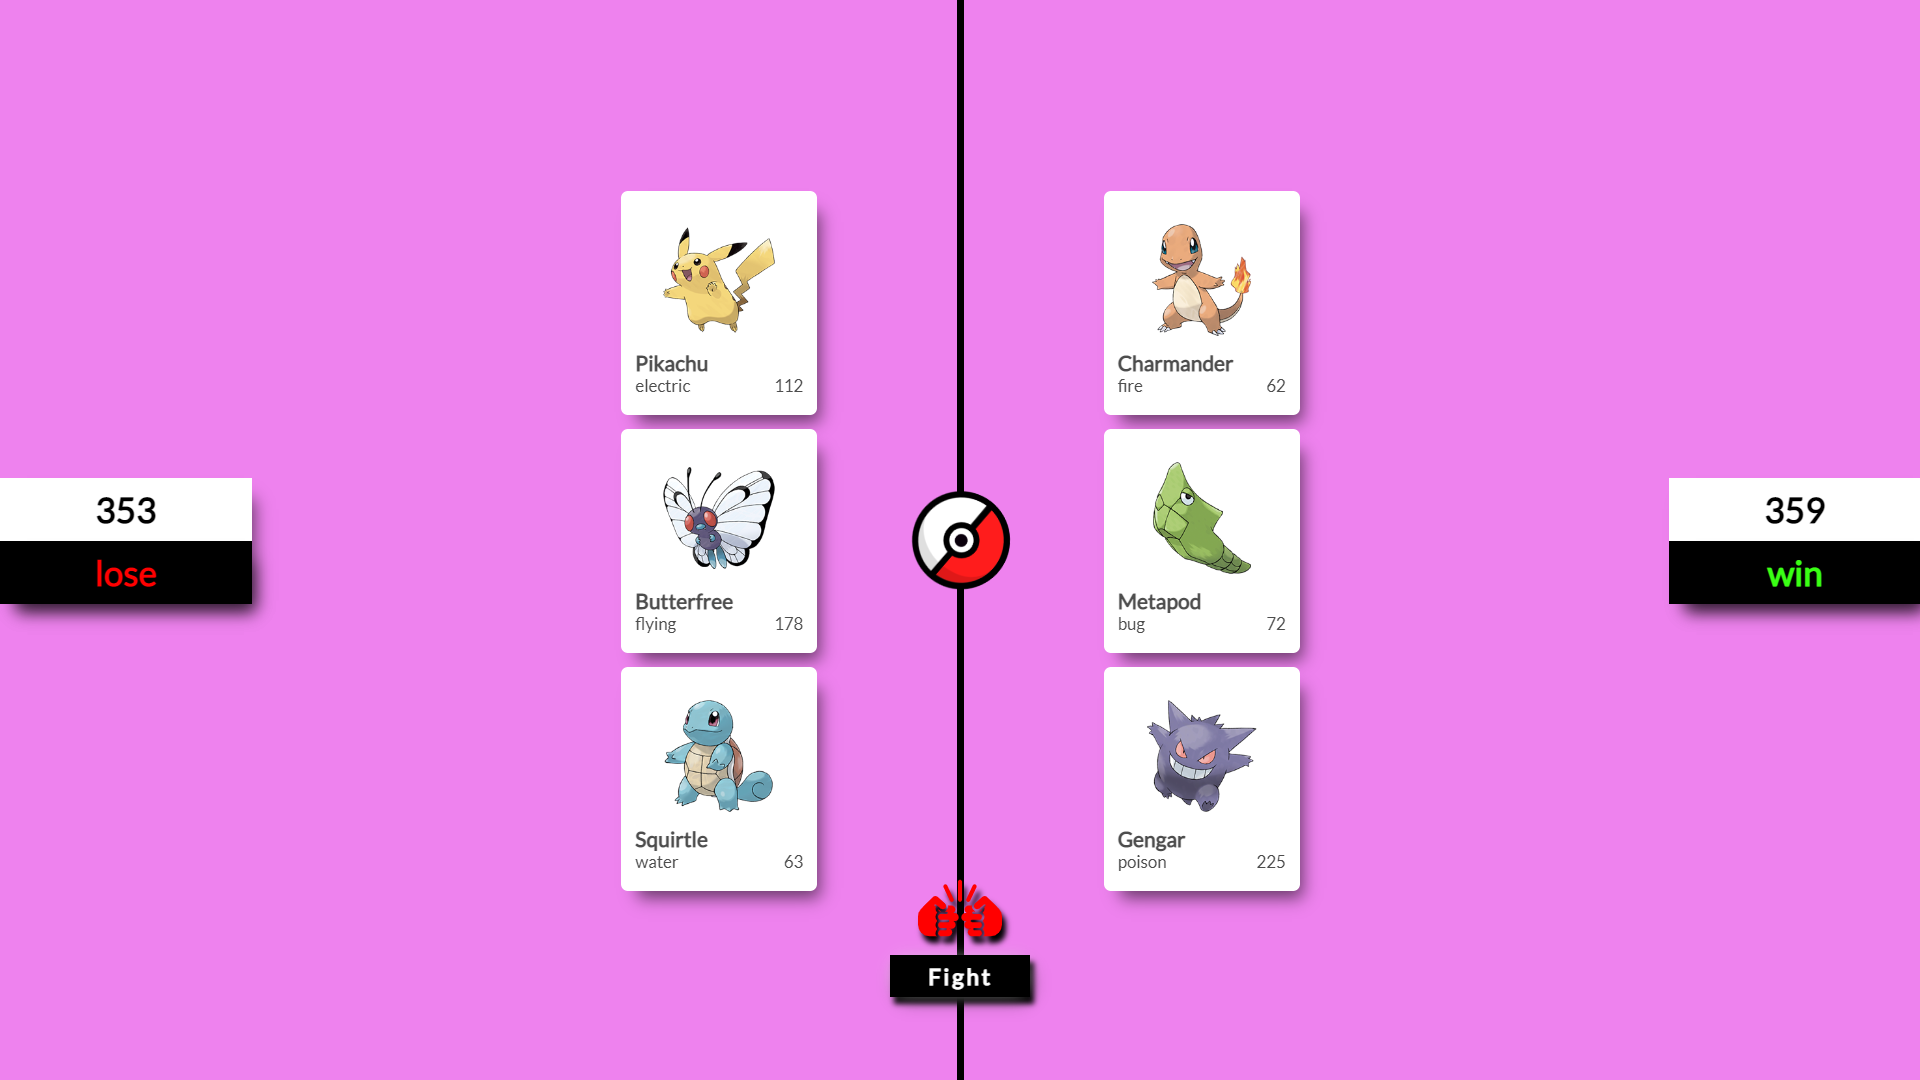 353
lose
Pikachu
electric 112
Butterfree
flying 178
Squirtle
water 63
Fight
Charmander
fire 62
Metapod
bug 72
Gengar
poison 225
359
win